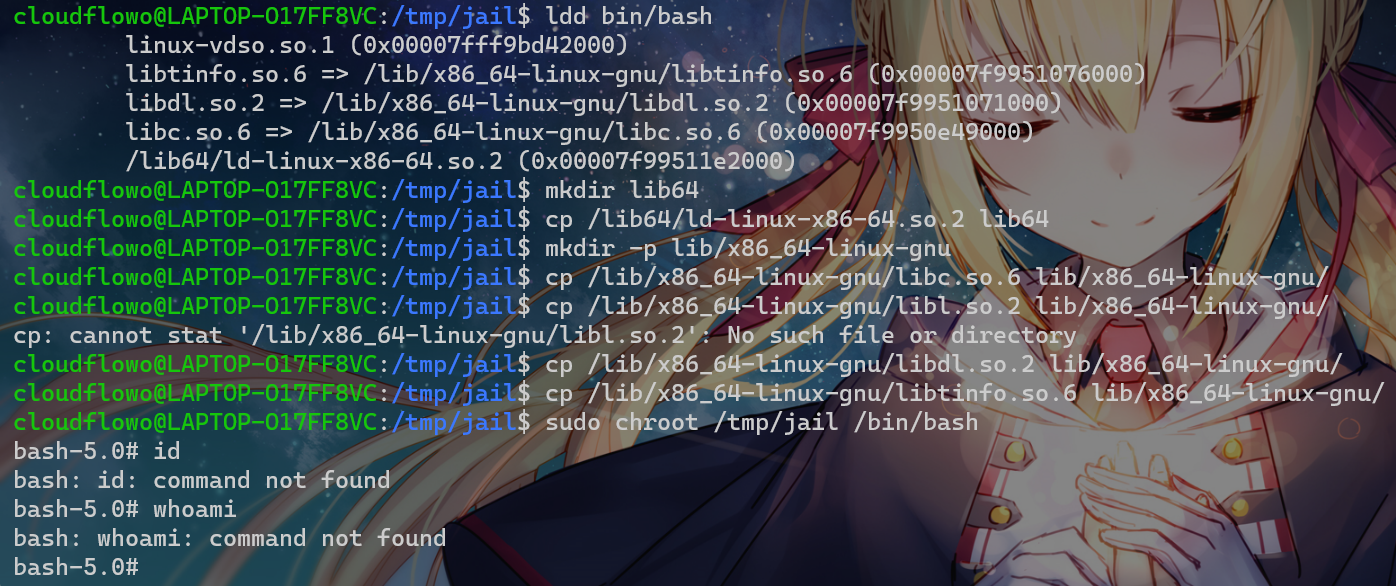 cloudflowo@LAPTOP-O17FF8VC:/tmp/jail$ ldd bin/bash
        linux-vdso.so.1 (0x00007fff9bd42000)
        libtinfo.so.6 => /lib/x86_64-linux-gnu/libtinfo.so.6 (0x00007f9951076000)
        libdl.so.2 => /lib/x86_64-linux-gnu/libdl.so.2 (0x00007f9951071000)
        libc.so.6 => /lib/x86_64-linux-gnu/libc.so.6 (0x00007f9950e49000)
        /lib64/ld-linux-x86-64.so.2 (0x00007f99511e2000)
cloudflowo@LAPTOP-O17FF8VC:/tmp/jail$ mkdir lib64
cloudflowo@LAPTOP-O17FF8VC:/tmp/jail$ cp /lib64/ld-linux-x86-64.so.2 lib64
cloudflowo@LAPTOP-O17FF8VC:/tmp/jail$ mkdir -p lib/x86_64-linux-gnu
cloudflowo@LAPTOP-O17FF8VC:/tmp/jail$ cp /lib/x86_64-linux-gnu/libc.so.6 lib/x86_64-linux-gnu/
cloudflowo@LAPTOP-O17FF8VC:/tmp/jail$ cp /lib/x86_64-linux-gnu/libl.so.2 lib/x86_64-linux-gnu/
cp: cannot stat '/lib/x86_64-linux-gnu/libl.so.2': No such file or directory
cloudflowo@LAPTOP-O17FF8VC:/tmp/jail$ cp /lib/x86_64-linux-gnu/libdl.so.2 lib/x86_64-linux-gnu/
cloudflowo@LAPTOP-O17FF8VC:/tmp/jail$ cp /lib/x86_64-linux-gnu/libtinfo.so.6 lib/x86_64-linux-gnu/
cloudflowo@LAPTOP-O17FF8VC:/tmp/jail$ sudo chroot /tmp/jail /bin/bash
bash-5.0# id
bash: id: command not found
bash-5.0# whoami
bash: whoami: command not found
bash-5.0#